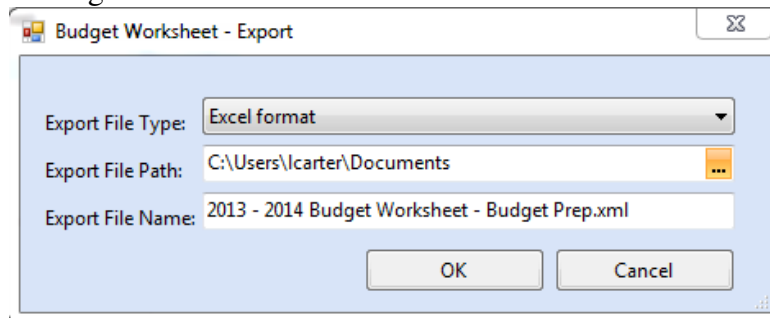 Budget Worksheet - Export
Export File Type: Excel format
Export File Path: C:\Users\lcarter\Documents ...
Export File Name: 2013 - 2014 Budget Worksheet - Budget Prep.xml
OK Cancel